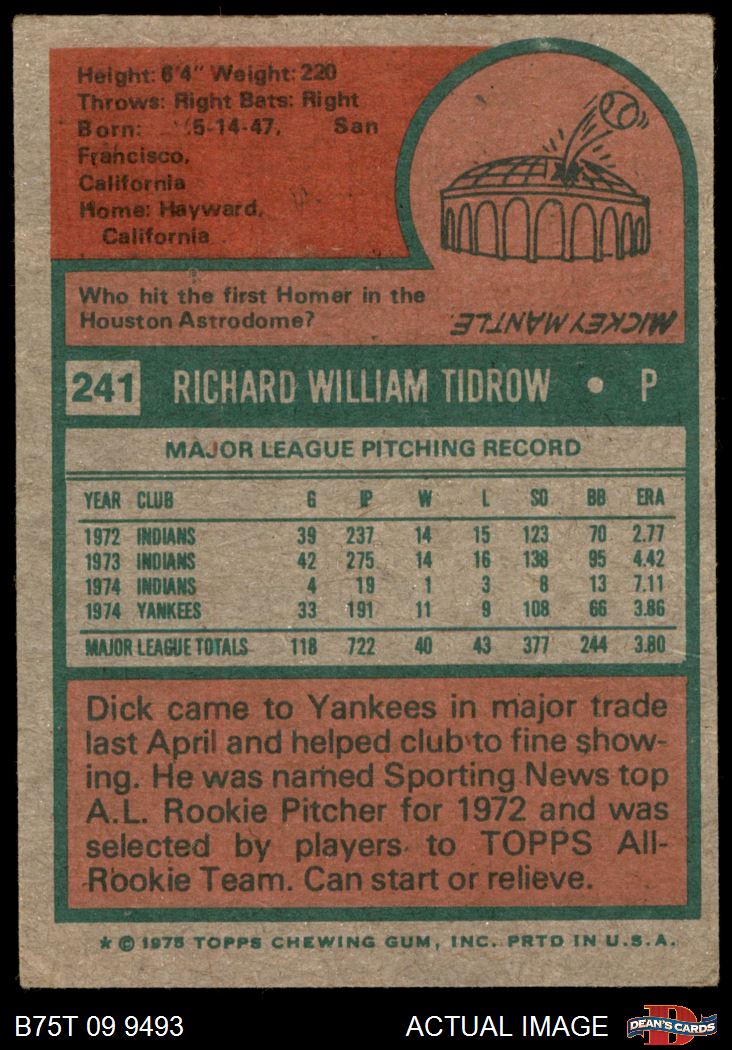 Height: 6'4" Weight: 220
Throws: Right Bats: Right
Born: 5-14-47, San
Francisco,
California
Home: Hayward,
California
Who hit the first Homer in the
Houston Astrodome?
MICKEY MANTLE.
241 RICHARD WILLIAM TIDROW • P
MAJOR LEAGUE PITCHING RECORD
YEAR CLUB G IP W L SO BB ERA
1972 INDIANS 39 237 14 15 123 70 2.77
1973 INDIANS 42 275 14 16 138 95 4.42
1974 INDIANS 4 19 1 3 8 13 7.11
1974 YANKEES 33 191 11 9 108 66 3.86
MAJOR LEAGUE TOTALS 118 722 40 43 377 244 3.80
Dick came to Yankees in major trade
last April and helped club to fine show-
ing. He was named Sporting News top
A.L. Rookie Pitcher for 1972 and was
selected by players to TOPPS All-
Rookie Team. Can start or relieve.
* © 1975 TOPPS CHEWING GUM, INC. PRTD IN U.S.A.
B75T 09 9493 ACTUAL IMAGE D DEAN'S CARDS